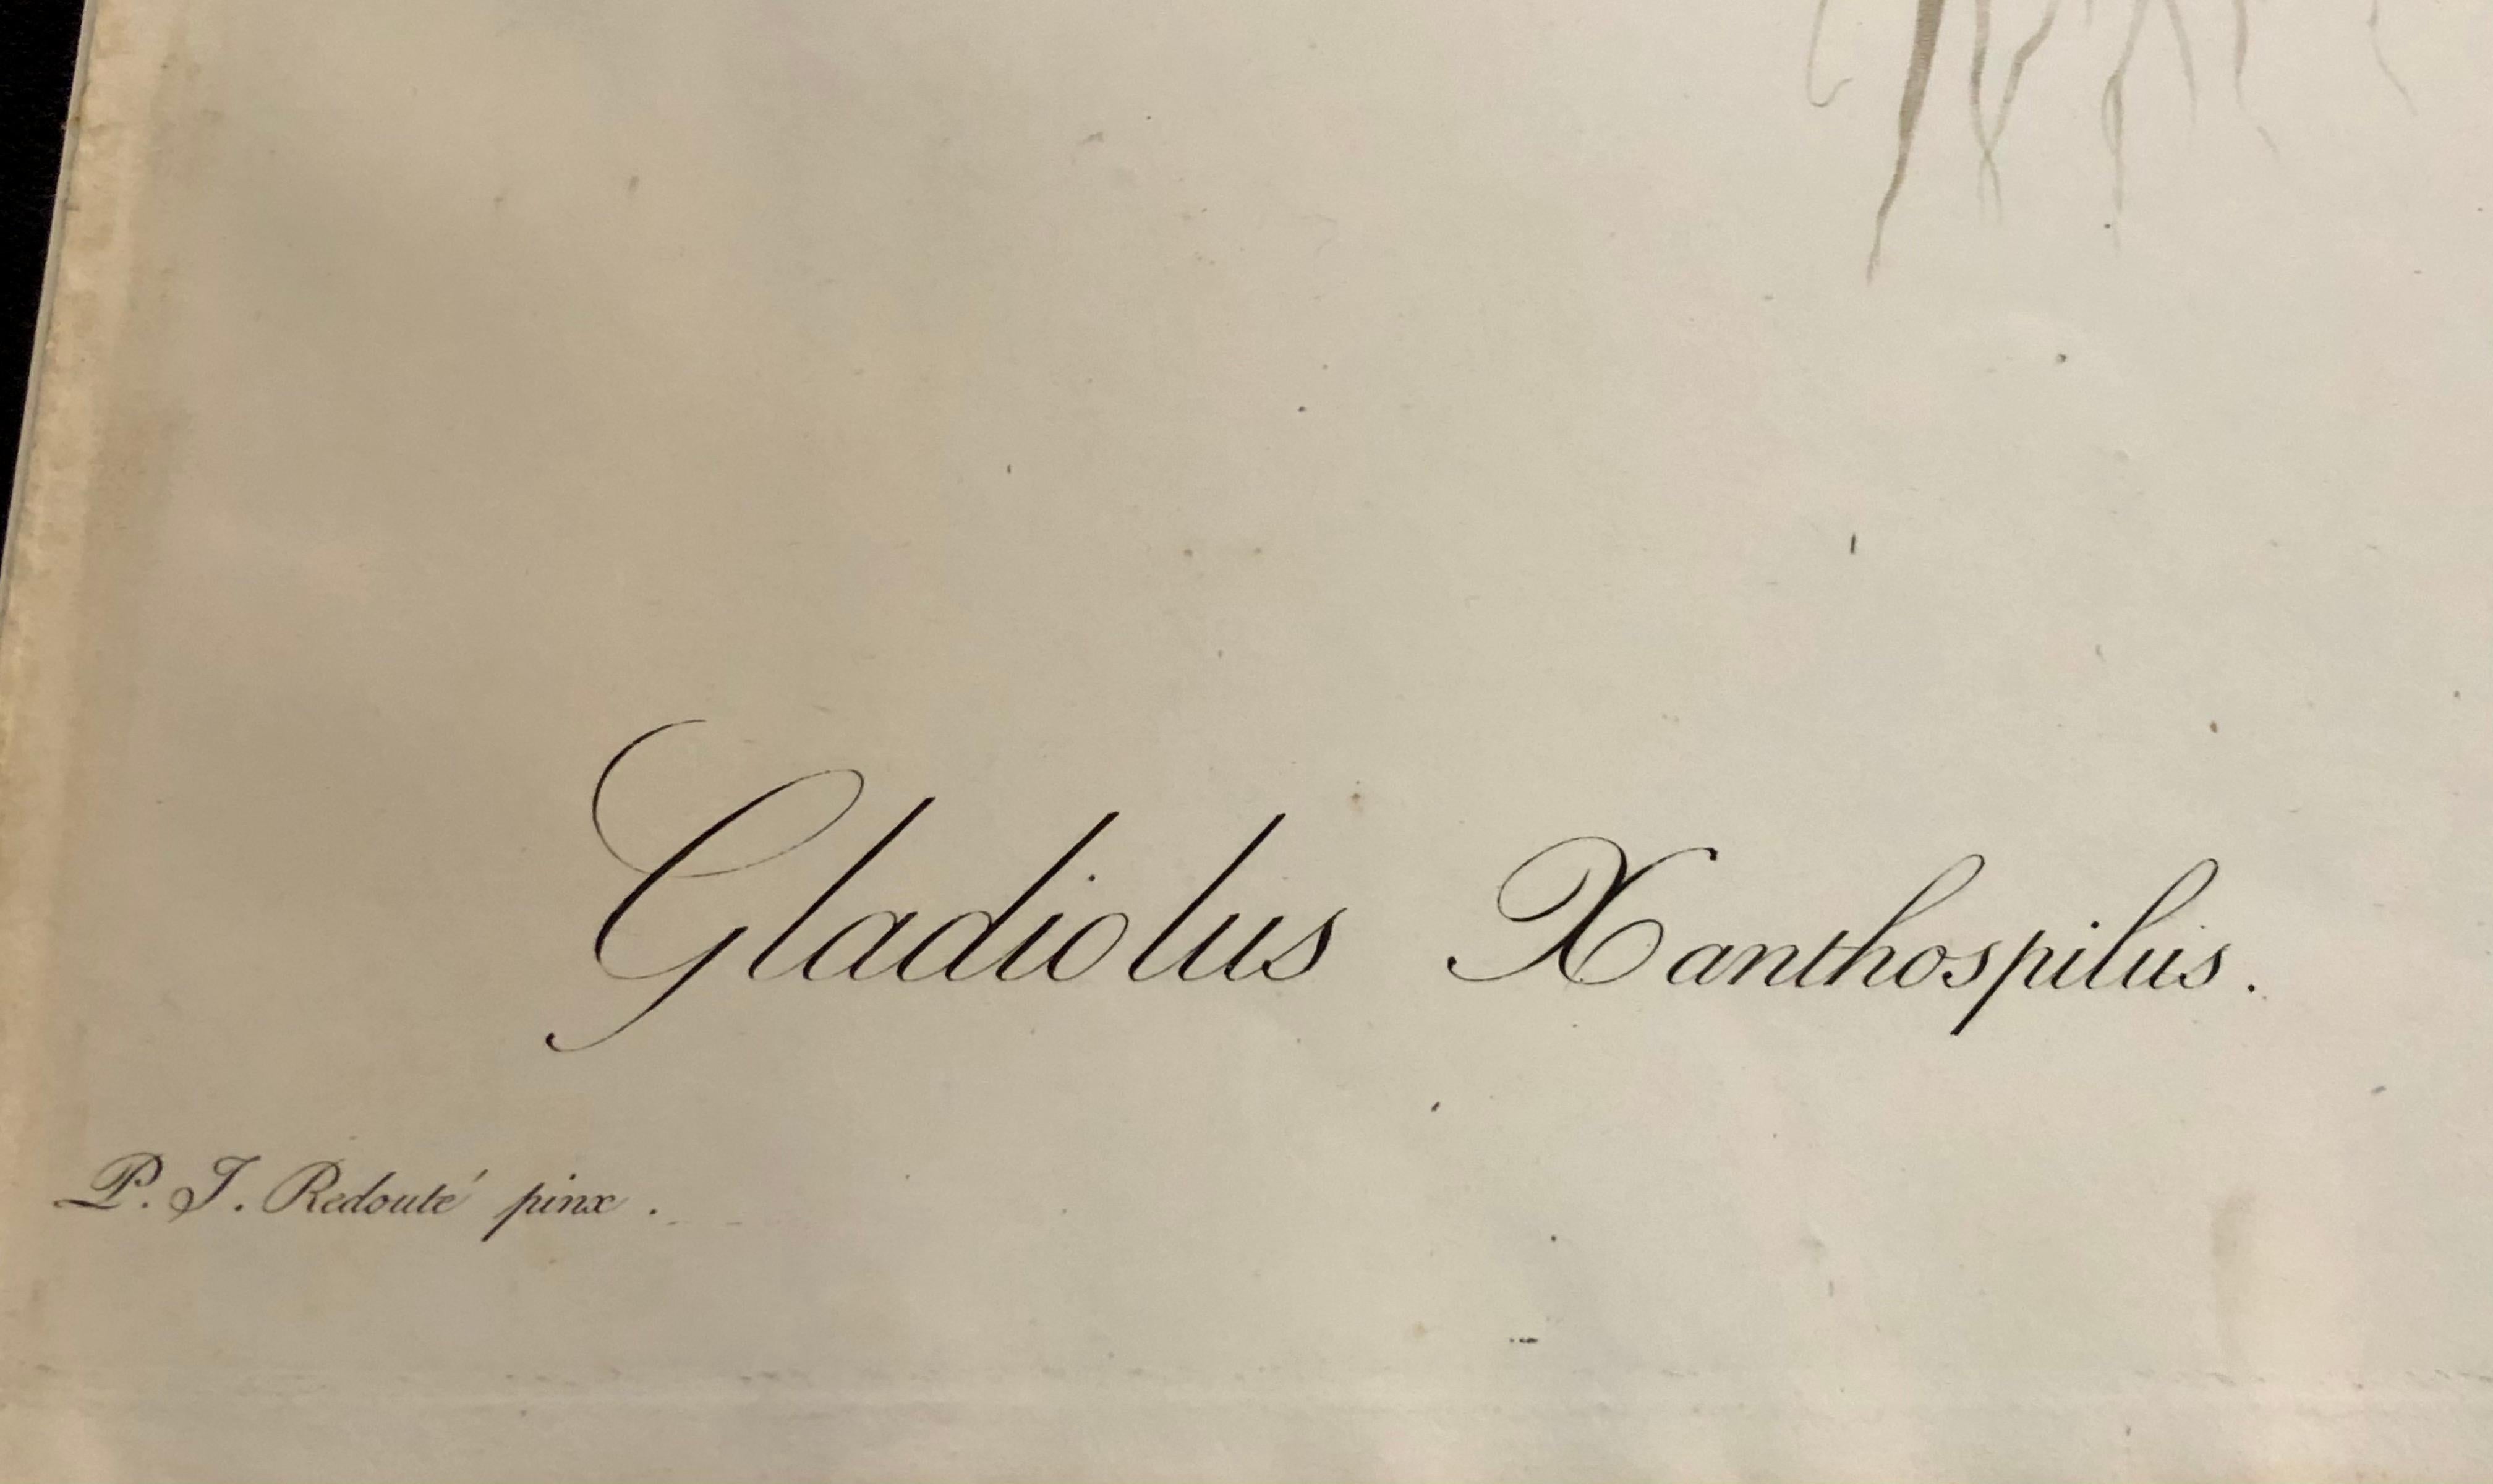 Gladiolus Xanthospilus.
P. J. Redouté pinx.